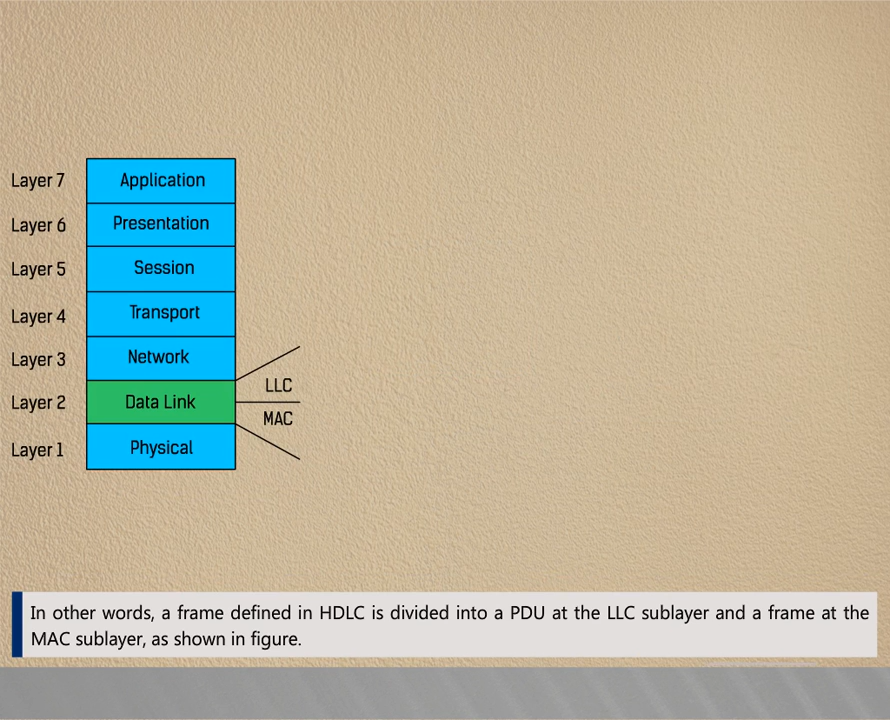 Layer 7 Application
Layer 6 Presentation
Layer 5 Session
Layer 4 Transport
Layer 3 Network
LLC
Layer 2 Data Link
MAC
Layer 1 Physical
In other words, a frame defined in HDLC is divided into a PDU at the LLC sublayer and a frame at the
MAC sublayer, as shown in figure.